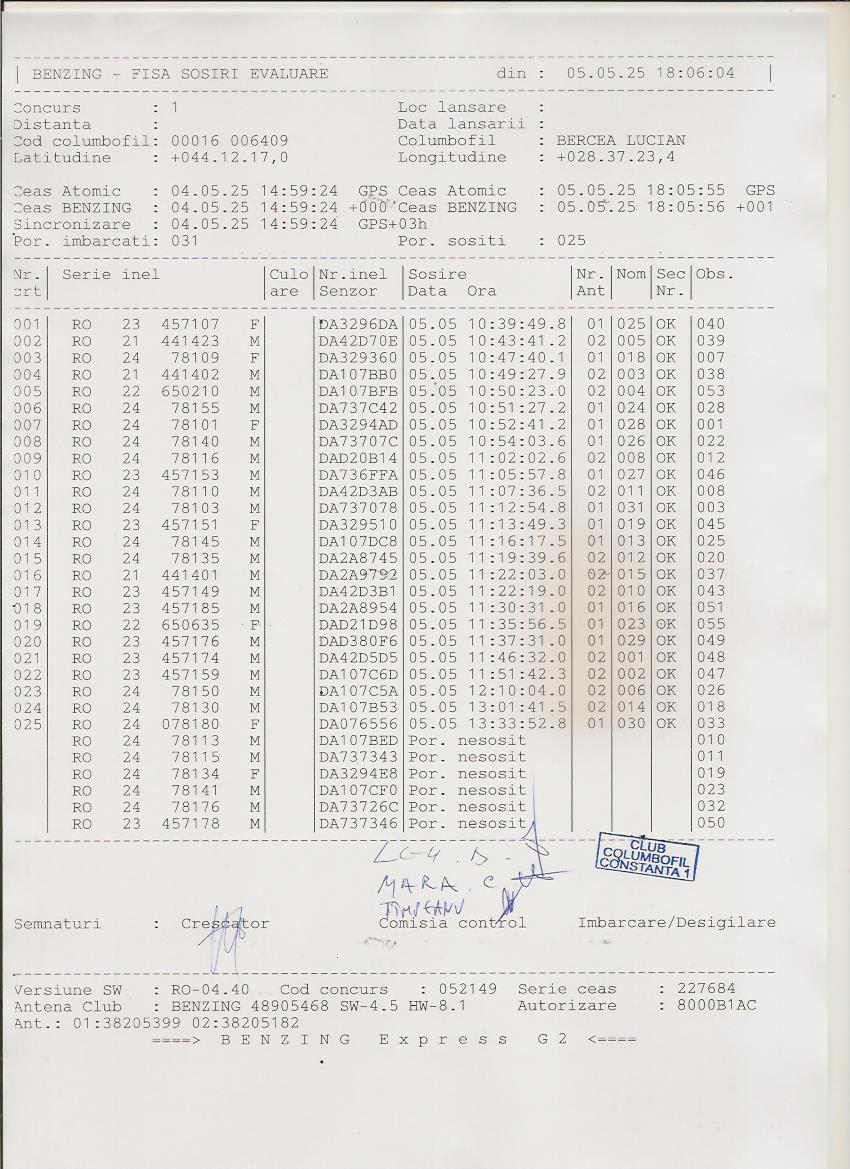 | BENZING - FISA SOSIRI EVALUARE din : 05.05.25 18:06:04 |
Concurs : 1 Loc lansare :
Distanta : Data lansarii :
Cod columbofil: 00016 006409 Columbofil : BERCEA LUCIAN
Latitudine : +044.12.17,0 Longitudine : +028.37.23,4
Ceas Atomic : 04.05.25 14:59:24 GPS Ceas Atomic : 05.05.25 18:05:55 GPS
Ceas BENZING : 04.05.25 14:59:24 +000 Ceas BENZING : 05.05.25 18:05:56 +001
Sincronizare : 04.05.25 14:59:24 GPS+03h
Por. imbarcati: 031 Por. sositi : 025
Nr. | Serie inel | Culo | Nr.inel | Sosire | Nr. | Nom | Sec | Obs.
crt | | are | Senzor | Data Ora | Ant | | Nr. |
001 RO 23 457107 F DA3296DA 05.05 10:39:49.8 01 025 OK 040
002 RO 21 441423 M DA42D70E 05.05 10:43:41.2 02 005 OK 039
003 RO 24 78109 F DA329360 05.05 10:47:40.1 01 018 OK 007
004 RO 21 441402 M DA107BB0 05.05 10:49:27.9 02 003 OK 038
005 RO 22 650210 M DA107BFB 05.05 10:50:23.0 02 004 OK 053
006 RO 24 78155 M DA737C42 05.05 10:51:27.2 01 024 OK 028
007 RO 24 78101 F DA3294AD 05.05 10:52:41.2 01 028 OK 001
008 RO 24 78140 M DA73707C 05.05 10:54:03.6 01 026 OK 022
009 RO 24 78116 M DAD20B14 05.05 11:02:02.6 02 008 OK 012
010 RO 23 457153 M DA736FFA 05.05 11:05:57.8 01 027 OK 046
011 RO 24 78110 M DA42D3AB 05.05 11:07:36.5 02 011 OK 008
012 RO 24 78103 M DA737078 05.05 11:12:54.8 01 031 OK 003
013 RO 23 457151 F DA329510 05.05 11:13:49.3 01 019 OK 045
014 RO 24 78145 M DA107DC8 05.05 11:16:17.5 01 013 OK 025
015 RO 24 78135 M DA2A8745 05.05 11:19:39.6 02 012 OK 020
016 RO 21 441401 M DA2A9792 05.05 11:22:03.0 02 015 OK 037
017 RO 23 457149 M DA42D3B1 05.05 11:22:19.0 02 010 OK 043
018 RO 23 457185 M DA2A8954 05.05 11:30:31.0 01 016 OK 051
019 RO 22 650635 F DAD21D98 05.05 11:35:56.5 01 023 OK 055
020 RO 23 457176 M DAD380F6 05.05 11:37:31.0 01 029 OK 049
021 RO 23 457174 M DA42D5D5 05.05 11:46:32.0 02 001 OK 048
022 RO 23 457159 M DA107C6D 05.05 11:51:42.3 02 002 OK 047
023 RO 24 78150 M DA107C5A 05.05 12:10:04.0 02 006 OK 026
024 RO 24 78130 M DA107B53 05.05 13:01:41.5 02 014 OK 018
025 RO 24 078180 F DA076556 05.05 13:33:52.8 01 030 OK 033
RO 24 78113 M DA107BED Por. nesosit 010
RO 24 78115 M DA737343 Por. nesosit 011
RO 24 78134 F DA3294E8 Por. nesosit 019
RO 24 78141 M DA107CF0 Por. nesosit 023
RO 24 78176 M DA73726C Por. nesosit 032
RO 23 457178 M DA737346 Por. nesosit 050
CLUB
COLUMBOFIL
CONSTANTA 1
MARA. C
Semnaturi : Crescator Comisia control Imbarcare/Desigilare
Versiune SW : RO-04.40 Cod concurs : 052149 Serie ceas : 227684
Antena Club : BENZING 48905468 SW-4.5 HW-8.1 Autorizare : 8000B1AC
Ant.: 01:38205399 02:38205182
====> B E N Z I N G E x p r e s s G 2 <====